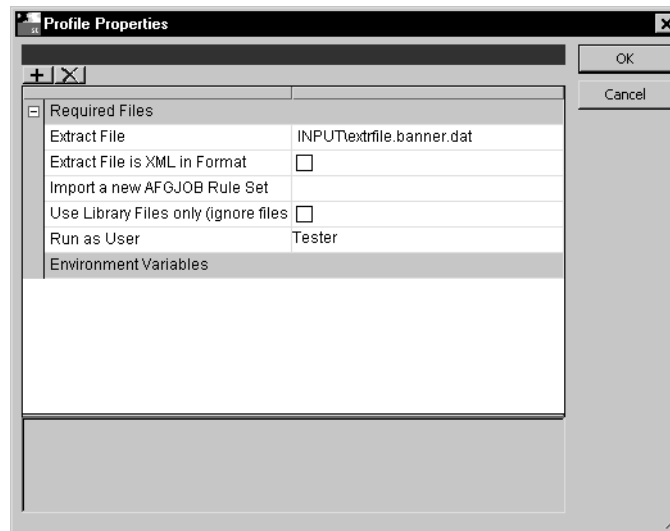 Profile Properties
OK
Cancel
Required Files
Extract File INPUT\extrfile.banner.dat
Extract File is XML in Format
Import a new AFGJOB Rule Set
Use Library Files only (ignore files
Run as User Tester
Environment Variables